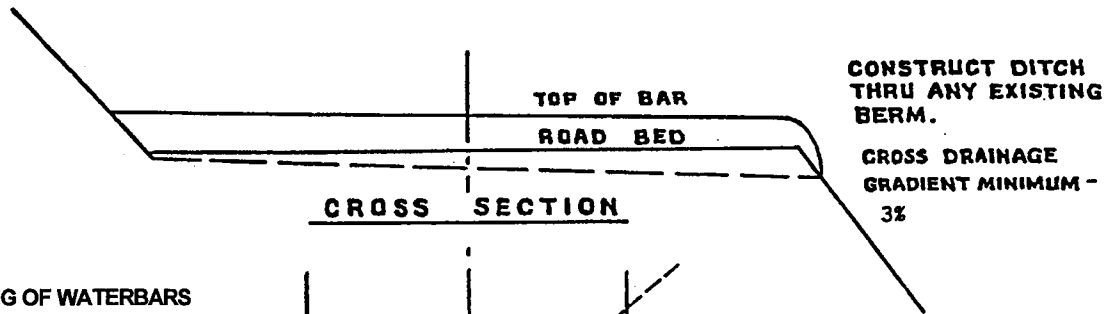 CONSTRUCT DITCH
THRU ANY EXISTING
BERM.
TOP OF BAR
ROAD BED
CROSS DRAINAGE
GRADIENT MINIMUM -
3%
CROSS SECTION
G OF WATERBARS